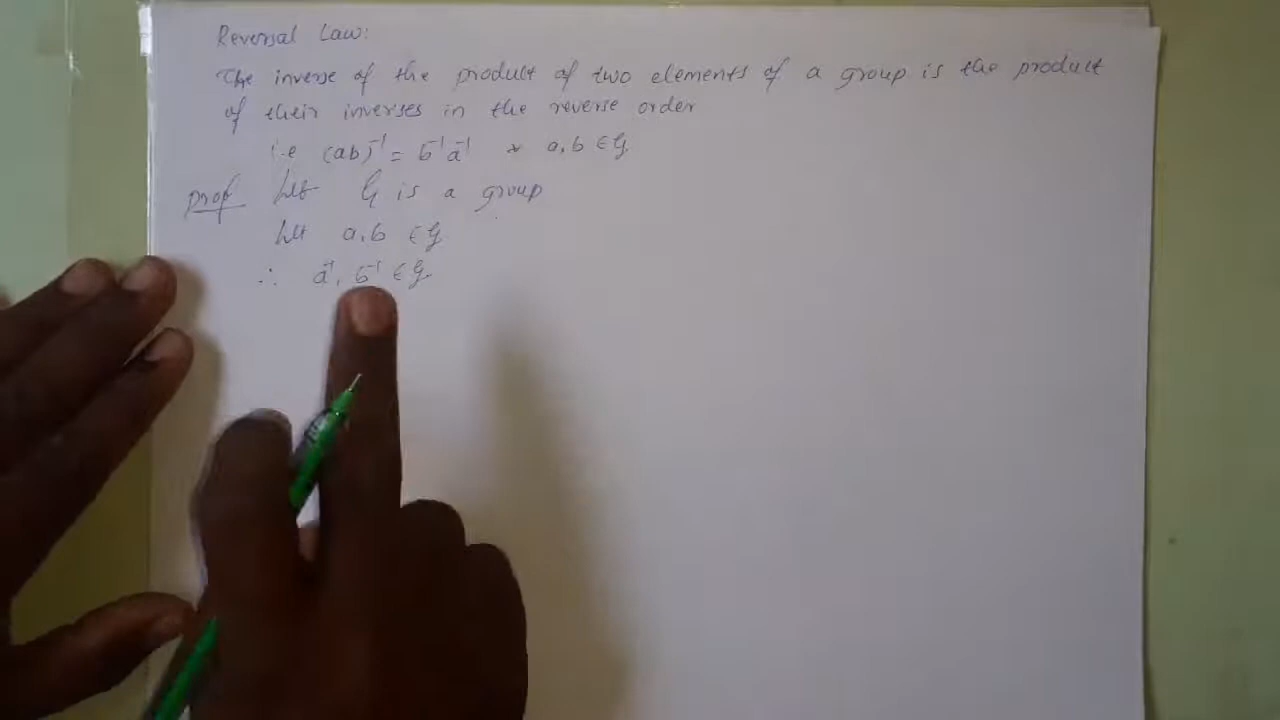 Reversal Law:
The inverse of the product of two elements of a group is the product
of their inverses in the reverse order
i.e (ab)⁻¹ = b⁻¹a⁻¹ ∀ a,b ∈ G
prof Let G is a group
Let a,b ∈ G
∴ a⁻¹, b⁻¹ ∈ G